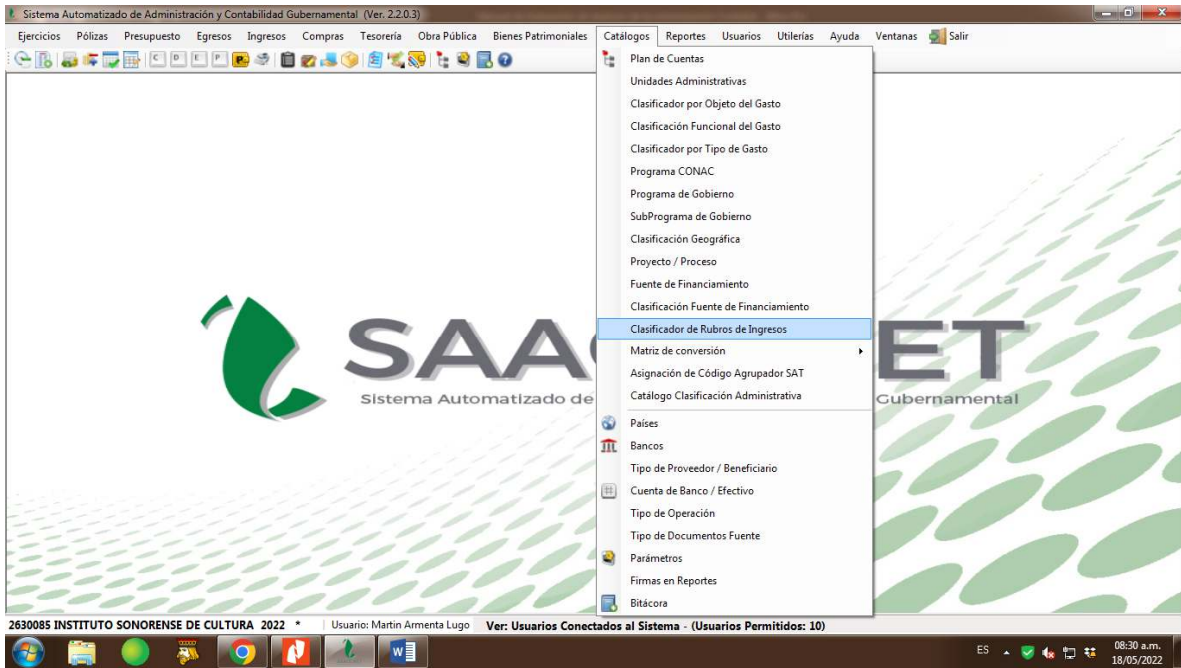 Sistema Automatizado de Administración y Contabilidad Gubernamental (Ver. 2.2.0.3)
Ejercicios Pólizas Presupuesto Egresos Ingresos Compras Tesorería Obra Pública Bienes Patrimoniales Catálogos Reportes Usuarios Utilerías Ayuda Ventanas Salir
C D E P P
Plan de Cuentas
Unidades Administrativas
Clasificador por Objeto del Gasto
Clasificación Funcional del Gasto
Clasificador por Tipo de Gasto
Programa CONAC
Programa de Gobierno
SubPrograma de Gobierno
Clasificación Geográfica
Proyecto / Proceso
Fuente de Financiamiento
Clasificación Fuente de Financiamiento
Clasificador de Rubros de Ingresos
Matriz de conversión
Asignación de Código Agrupador SAT
Catálogo Clasificación Administrativa
Países
Bancos
Tipo de Proveedor / Beneficiario
Cuenta de Banco / Efectivo
Tipo de Operación
Tipo de Documentos Fuente
Parámetros
Firmas en Reportes
Bitácora
SAA ET
Sistema Automatizado de Gubernamental
2630085 INSTITUTO SONORENSE DE CULTURA 2022 * Usuario: Martin Armenta Lugo Ver: Usuarios Conectados al Sistema - (Usuarios Permitidos: 10)
W ES 08:30 a.m.
18/05/2022